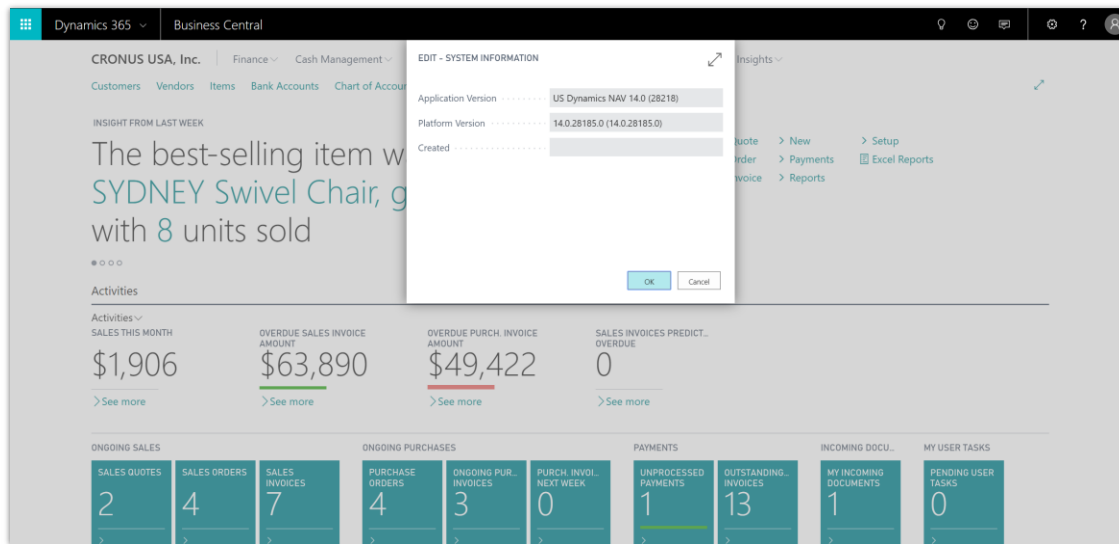 Dynamics 365
Business Central
?
CRONUS USA, Inc.
Finance
Cash Management
Insights
Customers
Vendors
Items
Bank Accounts
Chart of Accou
INSIGHT FROM LAST WEEK
The best-selling item w
SYDNEY Swivel Chair, g
with 8 units sold
EDIT - SYSTEM INFORMATION
Application Version
US Dynamics NAV 14.0 (28218)
Platform Version
14.0.28185.0 (14.0.28185.0)
Created
OK
Cancel
uote
> New
> Setup
rder
> Payments
Excel Reports
nvoice
> Reports
Activities
Activities
SALES THIS MONTH
$1,906
> See more
OVERDUE SALES INVOICE
AMOUNT
$63,890
> See more
OVERDUE PURCH. INVOICE
AMOUNT
$49,422
> See more
SALES INVOICES PREDICT...
OVERDUE
0
> See more
ONGOING SALES
SALES QUOTES
2
SALES ORDERS
4
SALES
INVOICES
7
ONGOING PURCHASES
PURCHASE
ORDERS
4
ONGOING PUR...
INVOICES
3
PURCH. INVOI...
NEXT WEEK
0
PAYMENTS
UNPROCESSED
PAYMENTS
1
OUTSTANDING...
INVOICES
13
INCOMING DOCU...
MY INCOMING
DOCUMENTS
1
MY USER TASKS
PENDING USER
TASKS
0